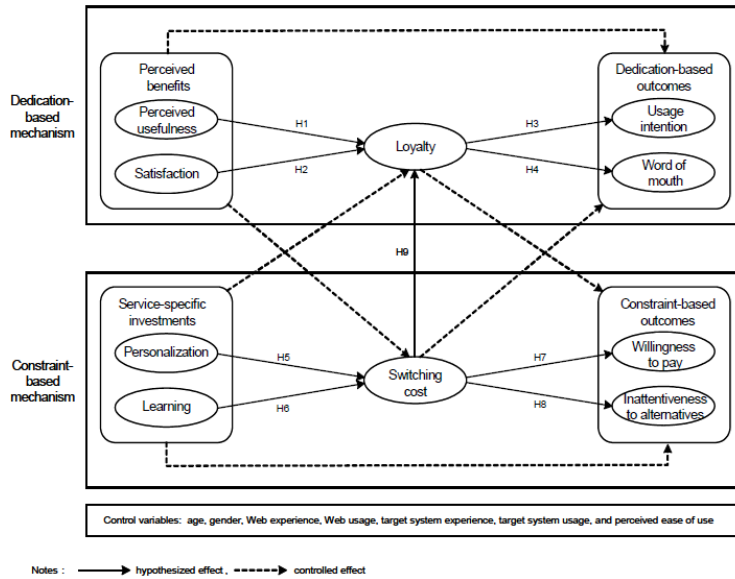 Dedication-
based
mechanism
Perceived
benefits
Perceived
usefulness
Satisfaction
H1
H2
Loyalty
H3
H4
Dedication-based
outcomes
Usage
intention
Word of
mouth
H9
Constraint-
based
mechanism
Service-specific
investments
Personalization
Learning
H5
H6
Switching
cost
H7
H8
Constraint-based
outcomes
Willingness
to pay
Inattentiveness
to alternatives
Control variables: age, gender, Web experience, Web usage, target system experience, target system usage, and perceived ease of use
Notes : hypothesized effect , controlled effect